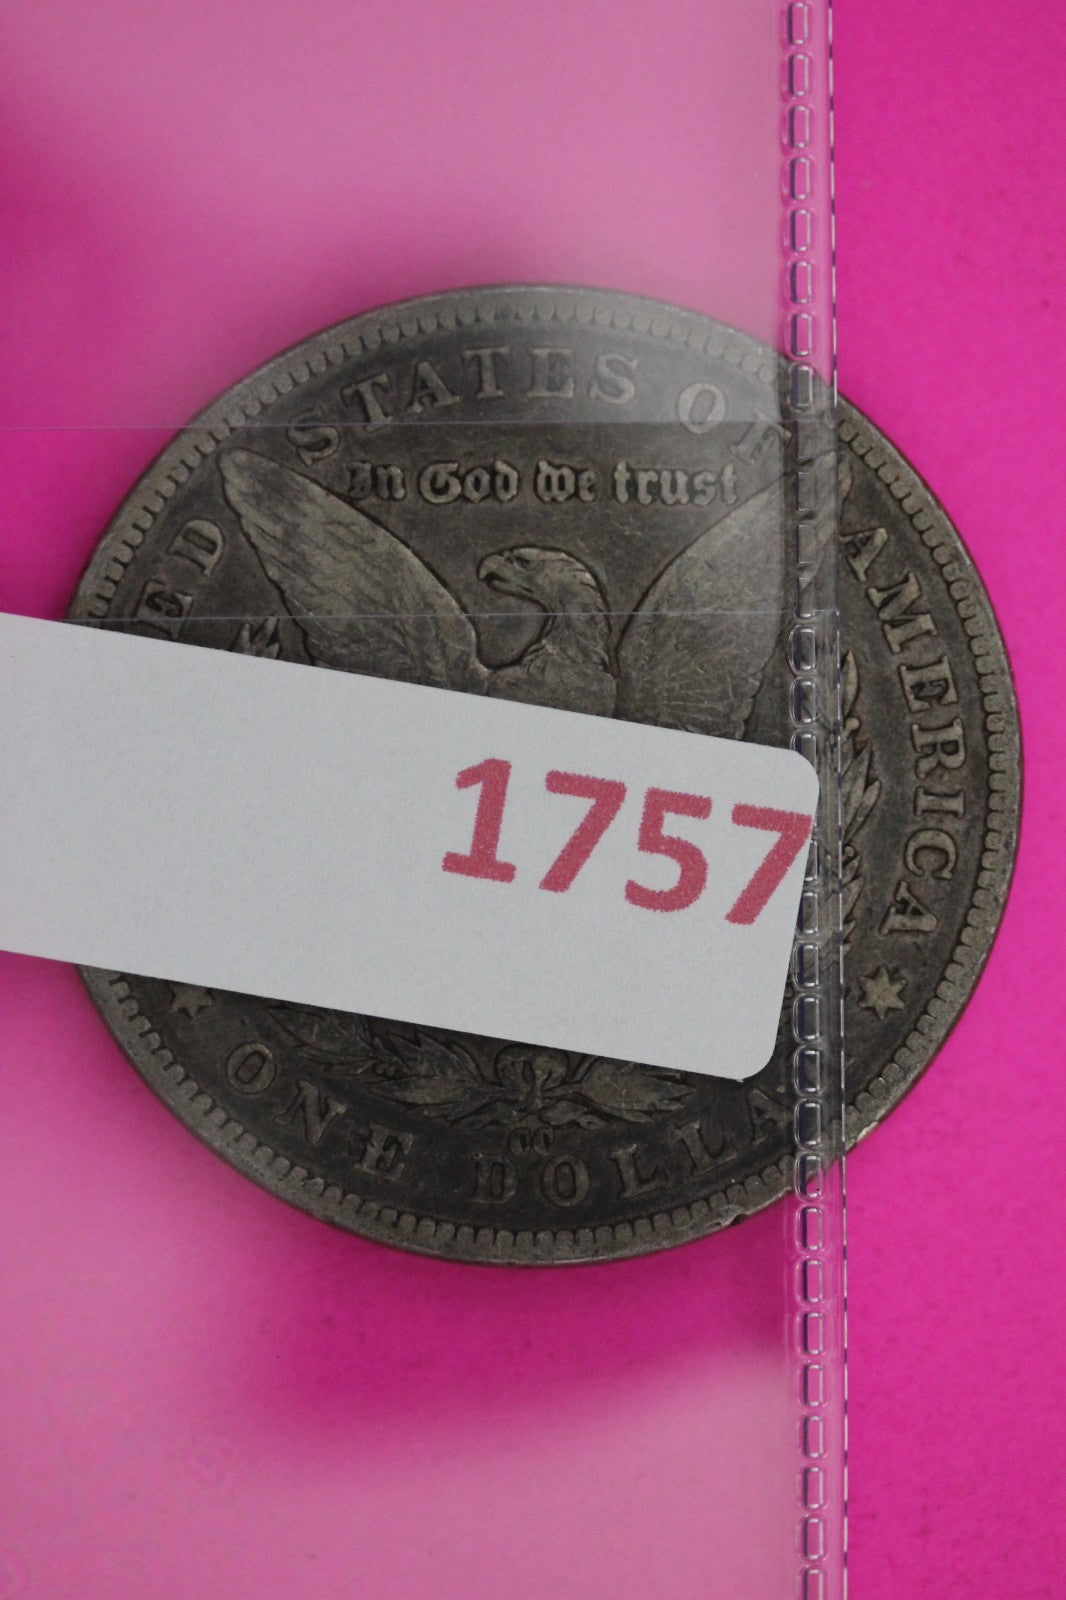 ED STATES OF AMERICA
In God we trust
1757
CC
ONE DOLLA